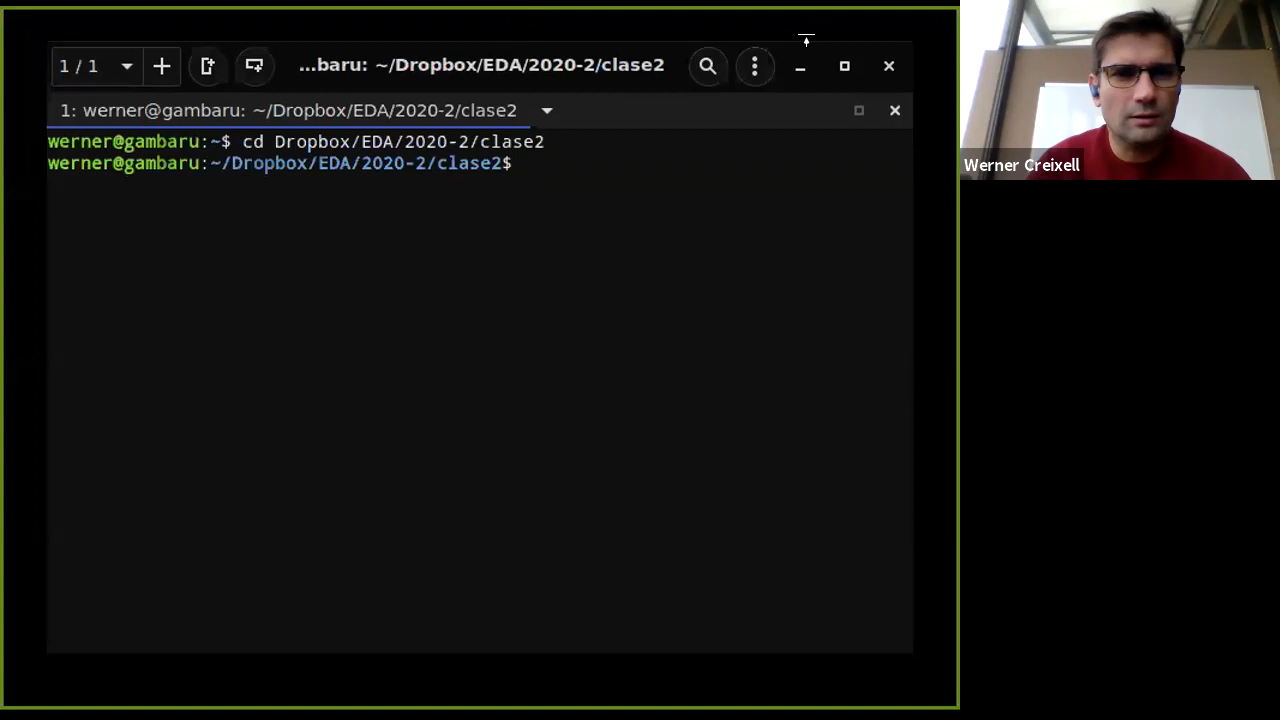 1 / 1
...baru: ~/Dropbox/EDA/2020-2/clase2
1: werner@gambaru: ~/Dropbox/EDA/2020-2/clase2
werner@gambaru:~$ cd Dropbox/EDA/2020-2/clase2
werner@gambaru:~/Dropbox/EDA/2020-2/clase2$
Werner Creixell